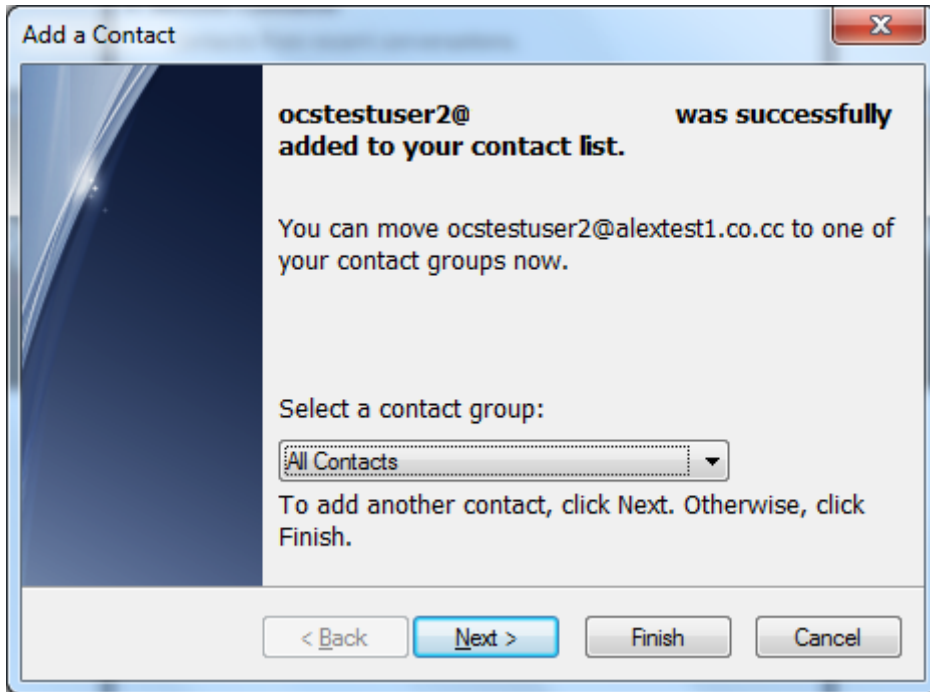 Add a Contact
ocstestuser2@ was successfully
added to your contact list.
You can move ocstestuser2@alextest1.co.cc to one of
your contact groups now.
Select a contact group:
All Contacts
To add another contact, click Next. Otherwise, click
Finish.
< Back
Next >
Finish
Cancel